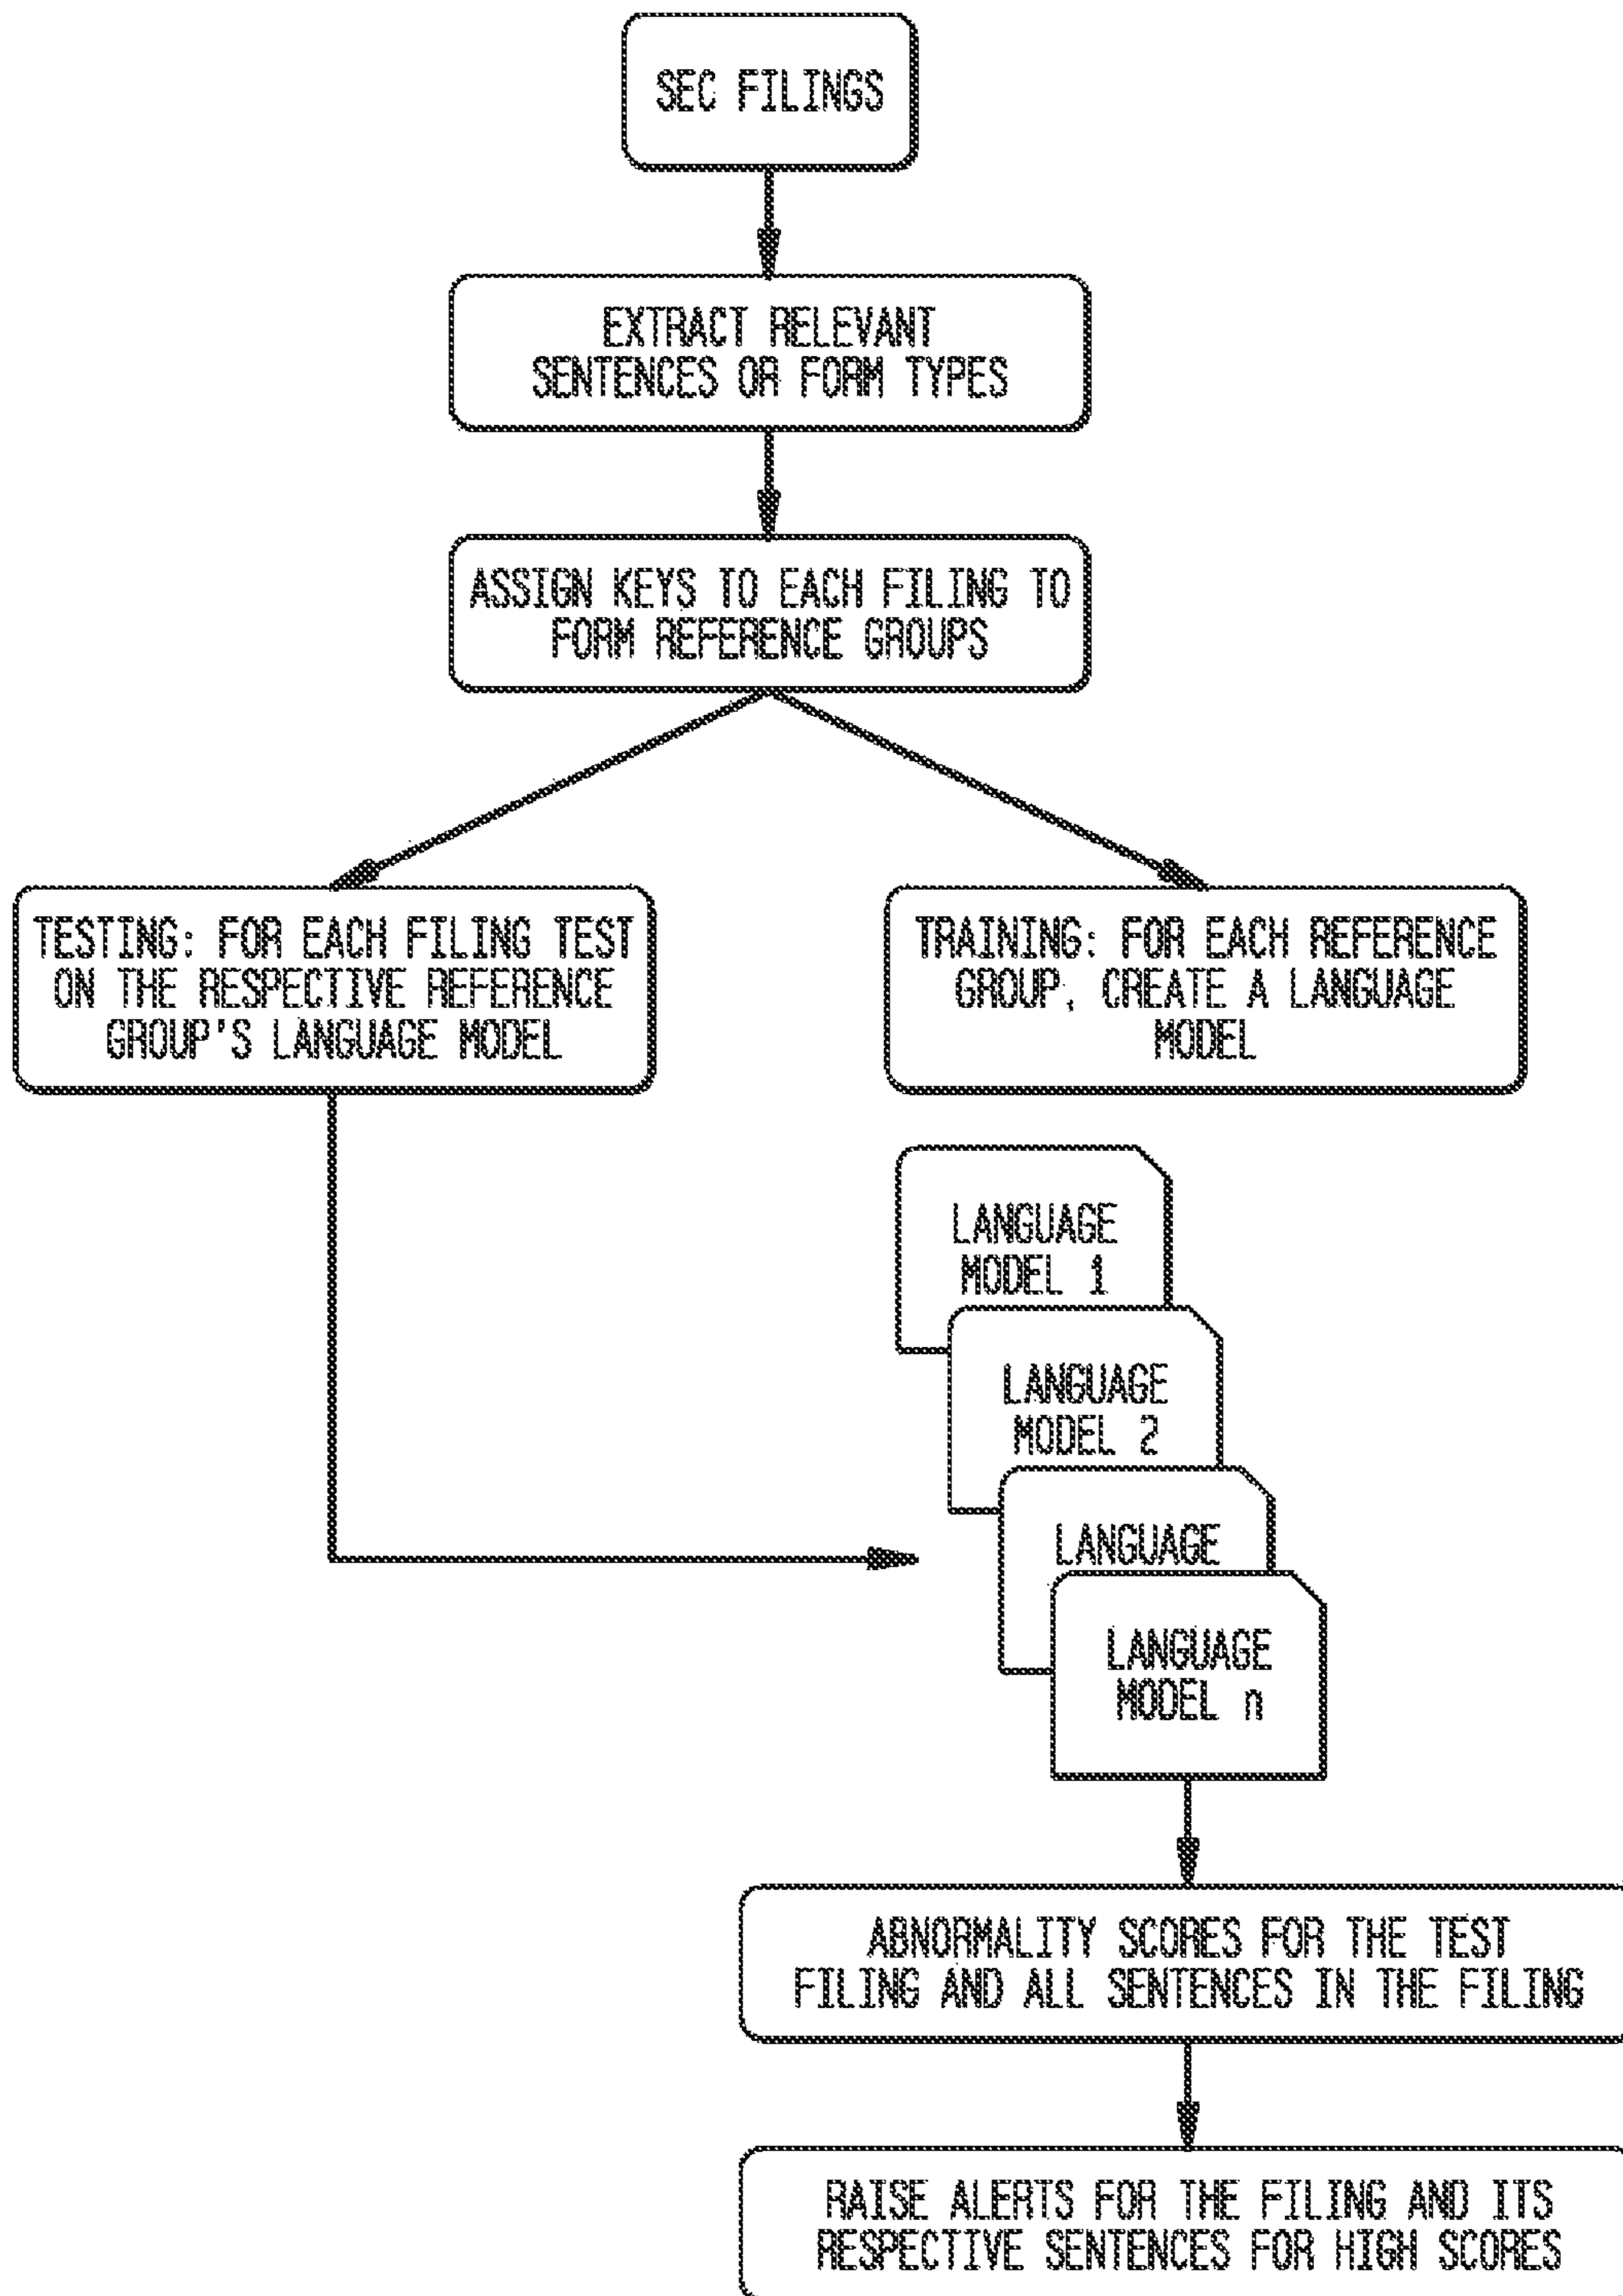 SEC FILINGS
EXTRACT RELEVANT
SENTENCES OR FORM TYPES
ASSIGN KEYS TO EACH FILING TO
FORM REFERENCE GROUPS
TESTING: FOR EACH FILING TEST
ON THE RESPECTIVE REFERENCE
GROUP'S LANGUAGE MODEL
TRAINING: FOR EACH REFERENCE
GROUP, CREATE A LANGUAGE
MODEL
LANGUAGE
MODEL 1
LANGUAGE
MODEL 2
LANGUAGE
LANGUAGE
MODEL n
ABNORMALITY SCORES FOR THE TEST
FILING AND ALL SENTENCES IN THE FILING
RAISE ALERTS FOR THE FILING AND ITS
RESPECTIVE SENTENCES FOR HIGH SCORES